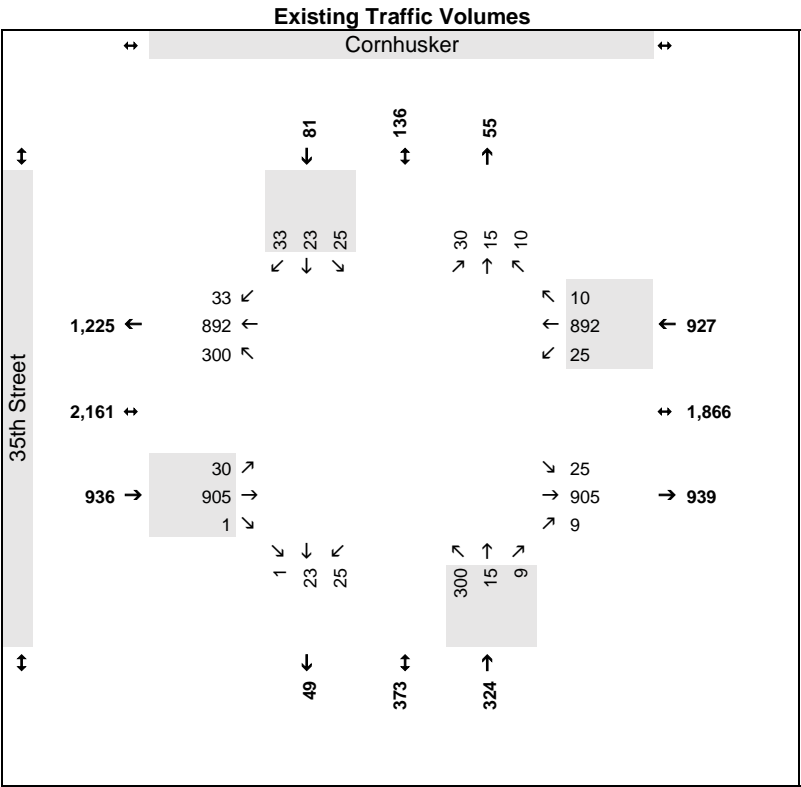 Existing Traffic Volumes
↔ Cornhusker ↔
81 136 55
↕ ↓ ↕ ↑
33 23 25 30 15 10
↙ ↓ ↘ ↗ ↑ ↖
33 ↙ ↖ 10
1,225 ← 892 ← ← 892 ← 927
300 ↖ ↙ 25
35th Street
2,161 ↔ ↔ 1,866
30 ↗ ↘ 25
936 → 905 → → 905 → 939
1 ↘ ↗ 9
↘ ↓ ↙ ↖ ↑ ↗
1 23 25 300 15 9
↕ ↓ ↕ ↑
49 373 324